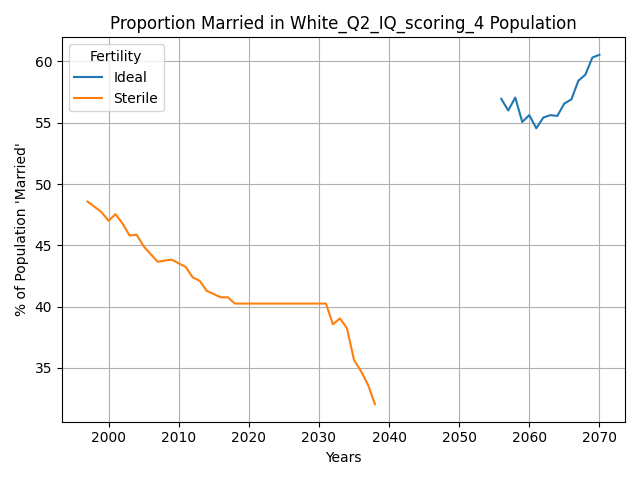 Proportion Married in White_Q2_IQ_scoring_4 Population
Fertility
Ideal
Sterile
% of Population 'Married'
60
55
50
45
40
35
2000 2010 2020 2030 2040 2050 2060 2070
Years